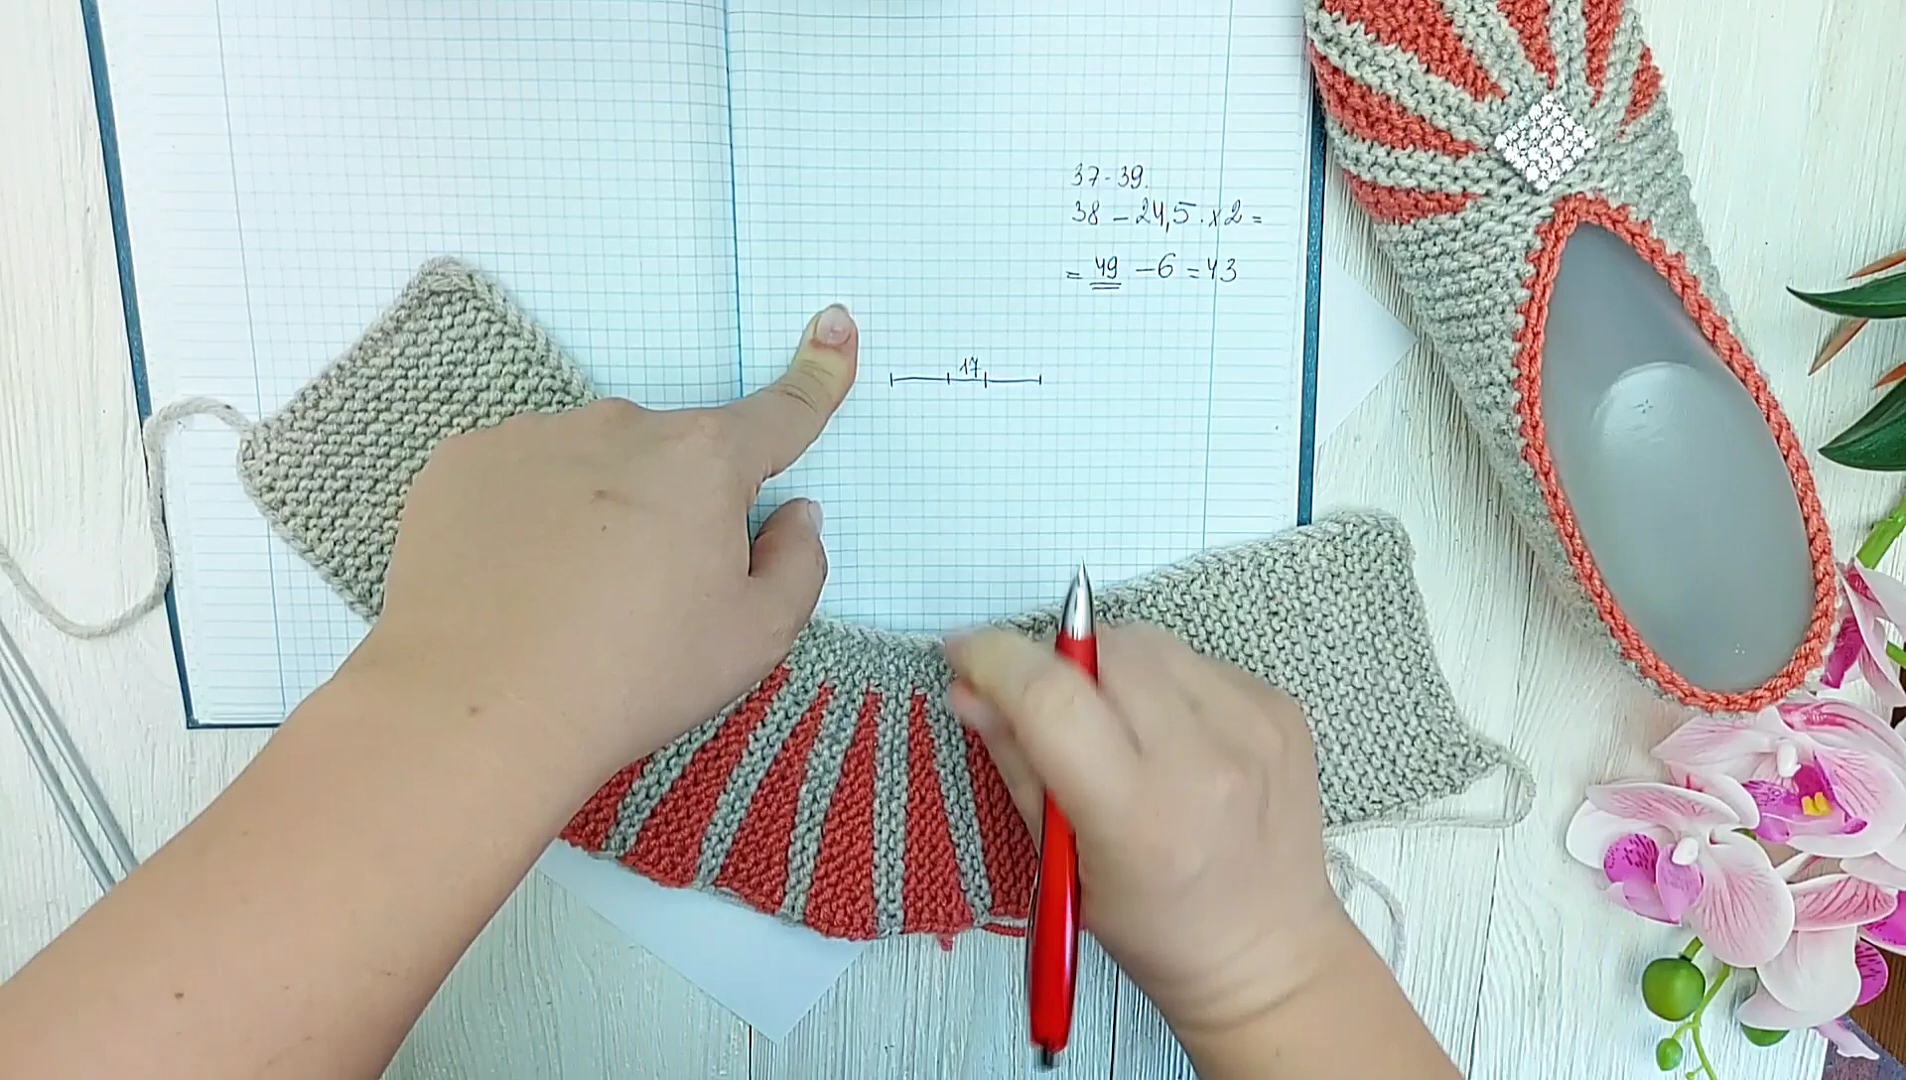 37-39.
38 - 24,5 · x2 =
= 49 - 6 = 43
17